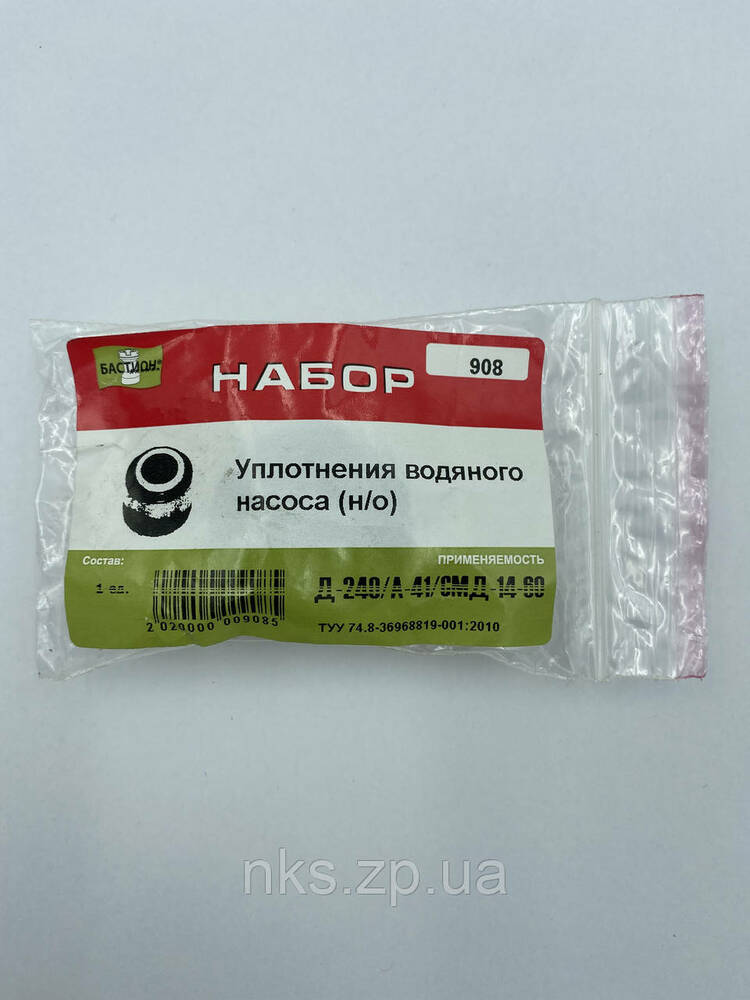 БАСТИОН®
НАБОР
908
Уплотнения водяного
насоса (н/о)
Состав:
ПРИМЕНЯЕМОСТЬ
1 ед.
Д-240/А-41/СМД-14-60
2 029000 009085
ТУУ 74.8-36968819-001:2010
nks.zp.ua